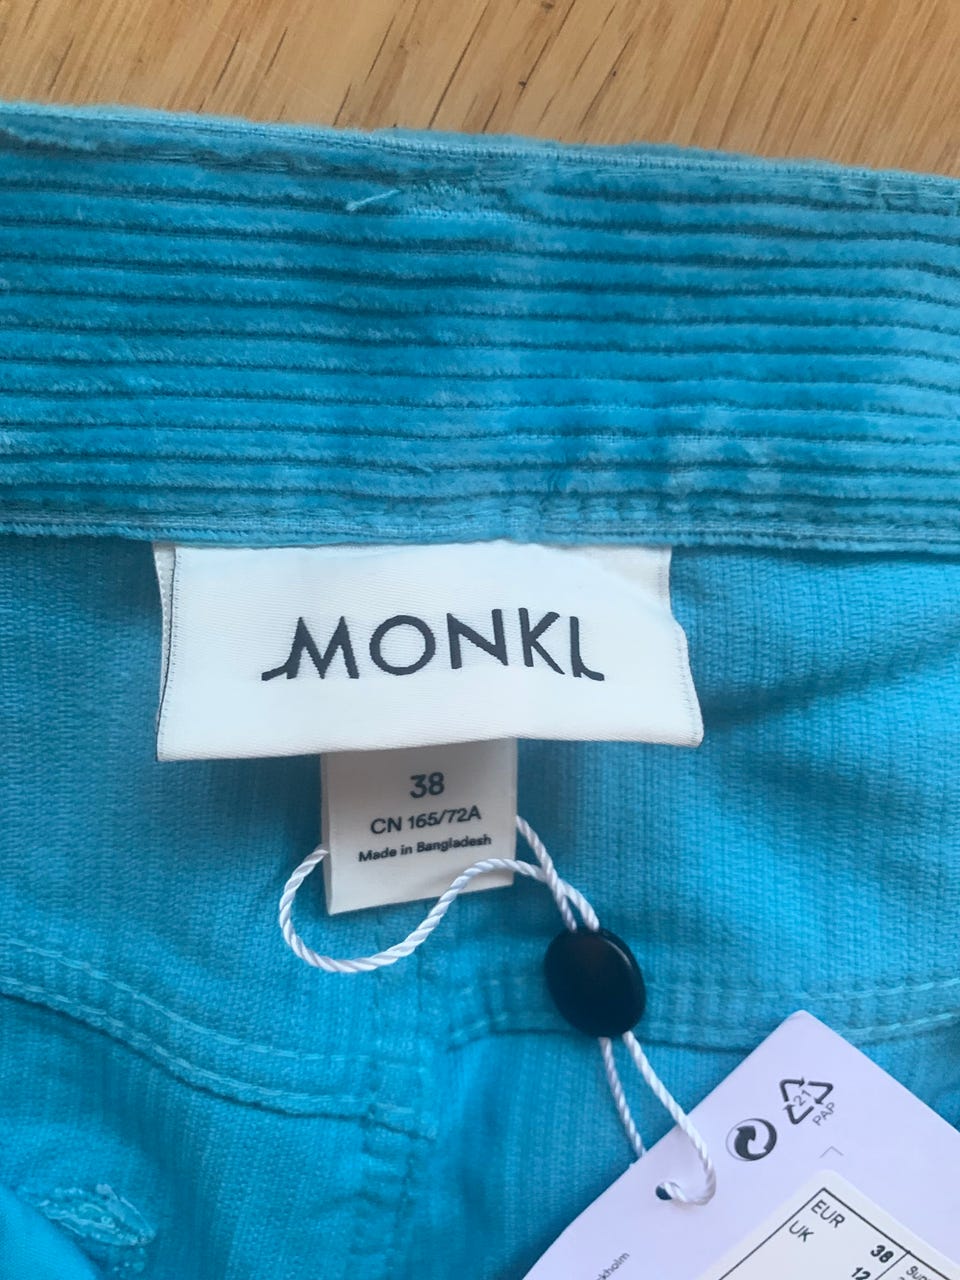 MONKI
38
CN 165/72A
Made in Bangladesh
21
PAP
EUR 38
UK 12